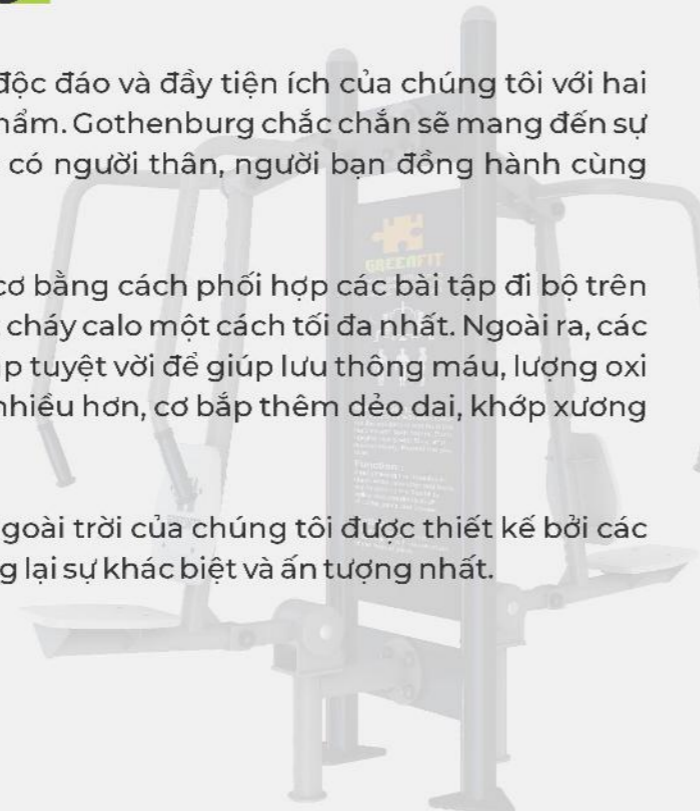 độc đáo và đầy tiện ích của chúng tôi với hai
hẩm. Gothenburg chắc chắn sẽ mang đến sự
có người thân, người bạn đồng hành cùng
cơ bằng cách phối hợp các bài tập đi bộ trên
cháy calo một cách tối đa nhất. Ngoài ra, các
áp tuyệt vời để giúp lưu thông máu, lượng oxi
nhiều hơn, cơ bắp thêm dẻo dai, khớp xương
goài trời của chúng tôi được thiết kế bởi các
g lại sự khác biệt và ấn tượng nhất.
GREENFIT
Function :